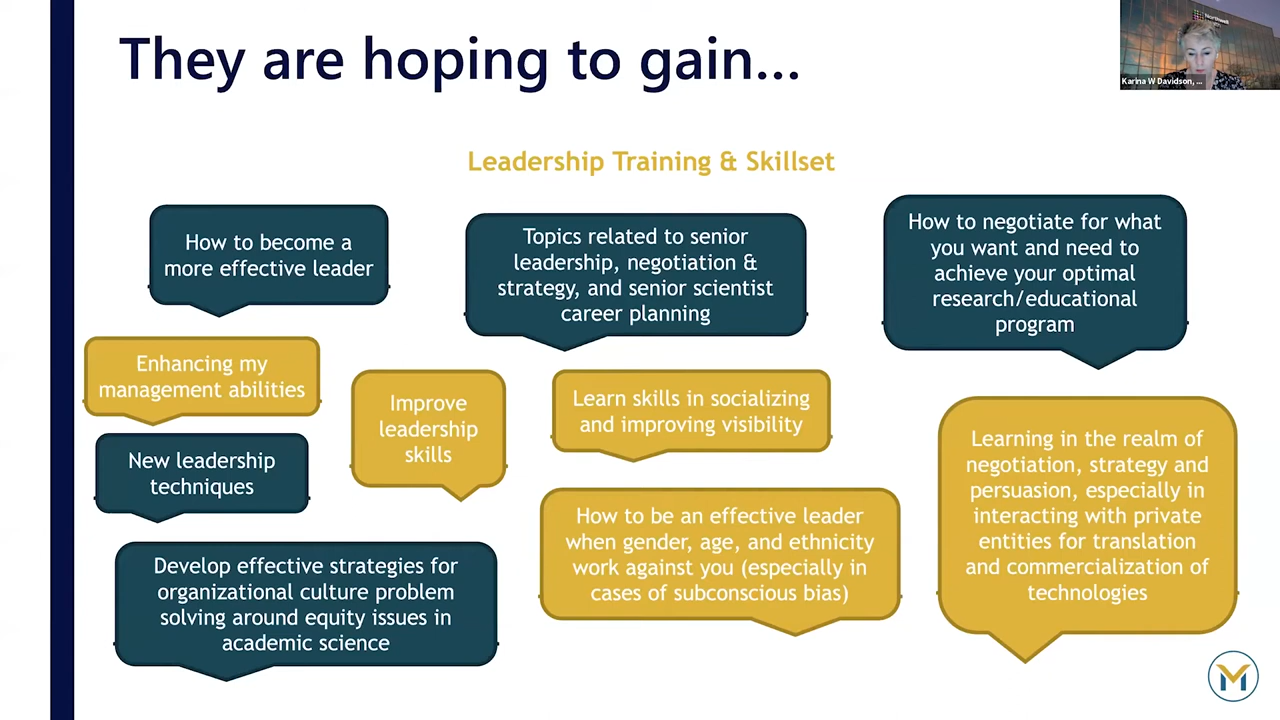 They are hoping to gain...
Northwell
Karina W Davidson, ...
Leadership Training & Skillset
How to become a
more effective leader
Topics related to senior
leadership, negotiation &
strategy, and senior scientist
career planning
How to negotiate for what
you want and need to
achieve your optimal
research/educational
program
Enhancing my
management abilities
Improve
leadership
skills
Learn skills in socializing
and improving visibility
New leadership
techniques
Learning in the realm of
negotiation, strategy and
persuasion, especially in
interacting with private
entities for translation
and commercialization of
technologies
How to be an effective leader
when gender, age, and ethnicity
work against you (especially in
cases of subconscious bias)
Develop effective strategies for
organizational culture problem
solving around equity issues in
academic science